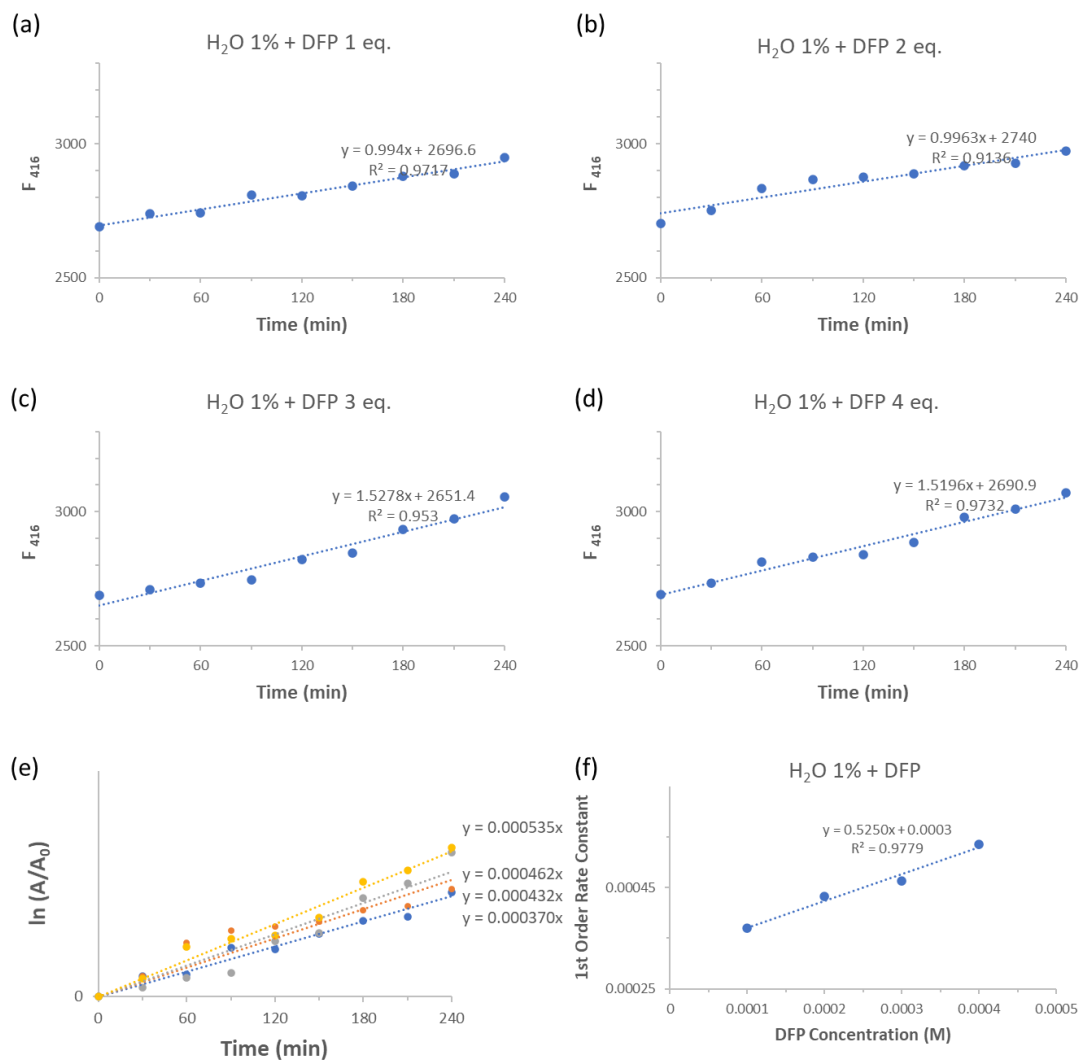 (a)
H₂O 1% + DFP 1 eq.
3000
2500
F 416
y = 0.994x + 2696.6
R² = 0.9717
0 60 120 180 240
Time (min)
(b)
H₂O 1% + DFP 2 eq.
3000
2500
F 416
y = 0.9963x + 2740
R² = 0.9136
0 60 120 180 240
Time (min)
(c)
H₂O 1% + DFP 3 eq.
3000
2500
F 416
y = 1.5278x + 2651.4
R² = 0.953
0 60 120 180 240
Time (min)
(d)
H₂O 1% + DFP 4 eq.
3000
2500
F 416
y = 1.5196x + 2690.9
R² = 0.9732
0 60 120 180 240
Time (min)
(e)
ln (A/A₀)
0
y = 0.000535x
y = 0.000462x
y = 0.000432x
y = 0.000370x
0 60 120 180 240
Time (min)
(f)
H₂O 1% + DFP
1st Order Rate Constant
0.00045
0.00025
y = 0.5250x + 0.0003
R² = 0.9779
0 0.0001 0.0002 0.0003 0.0004 0.0005
DFP Concentration (M)